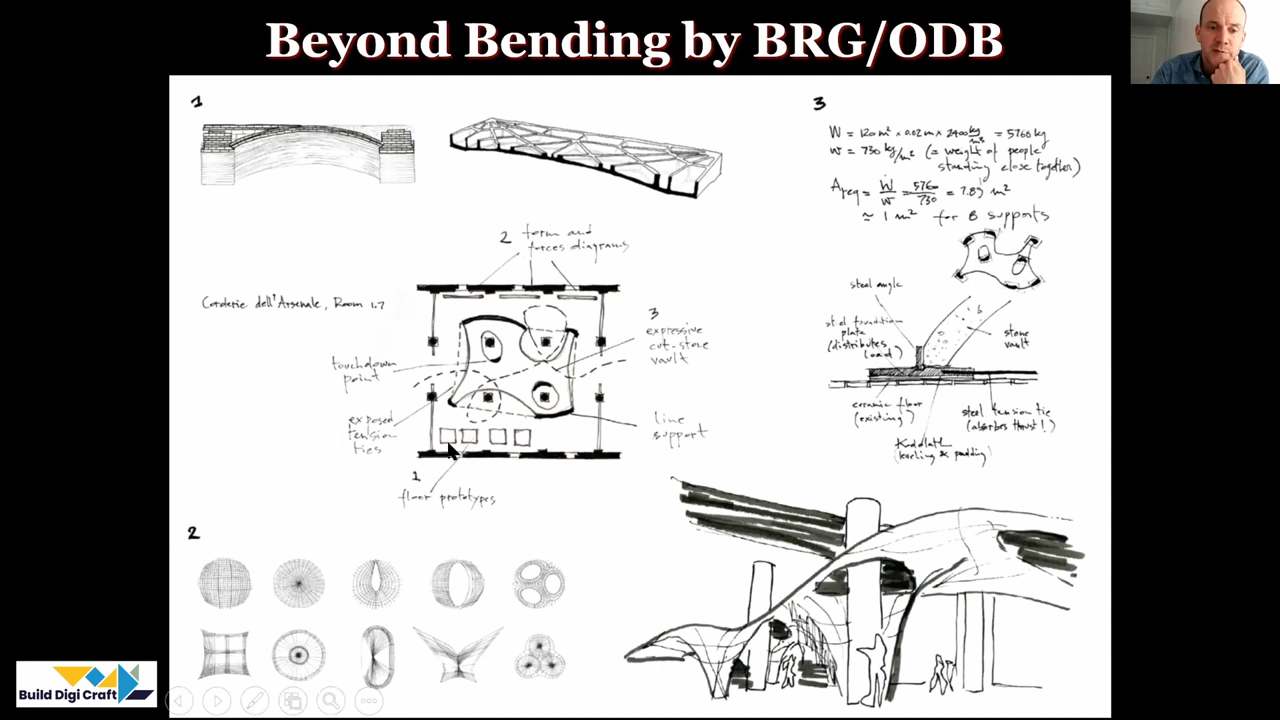 Beyond Bending by BRG/ODB
1
3
W = 120 m² x 0.02 m x 2400 kg/m³ = 5760 kg
w = 730 kg/m² (= weight of people
standing close together)
Areq = W/w = 5760/730 = 7.89 m²
≈ 1 m² for 8 supports
2 form and
forces diagrams
Corderie dell'Arsenale, Room 1.7
3
expressive
cut-stone
vault
touchdown
point
exposed
tension
ties
line
support
1
floor prototypes
steel angle
steel foundation
plate
(distributes
load)
stone
vault
ceramic floor
(existing)
steel tension tie
(absorbes thrust!)
(leveling & padding)
2
Build Digi Craft